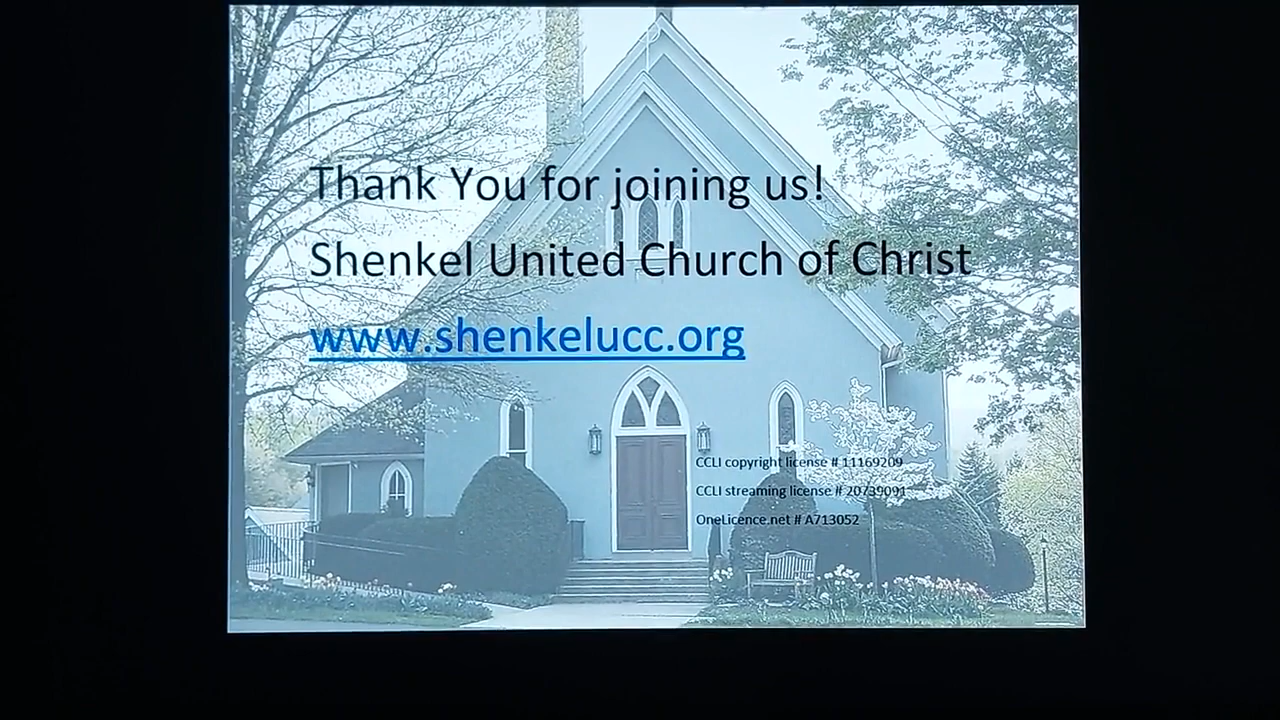 Thank You for joining us!
Shenkel United Church of Christ
www.shenkelucc.org
CCLI copyright license # 11169209
CCLI streaming license # 20739091
OneLicence.net # A713052